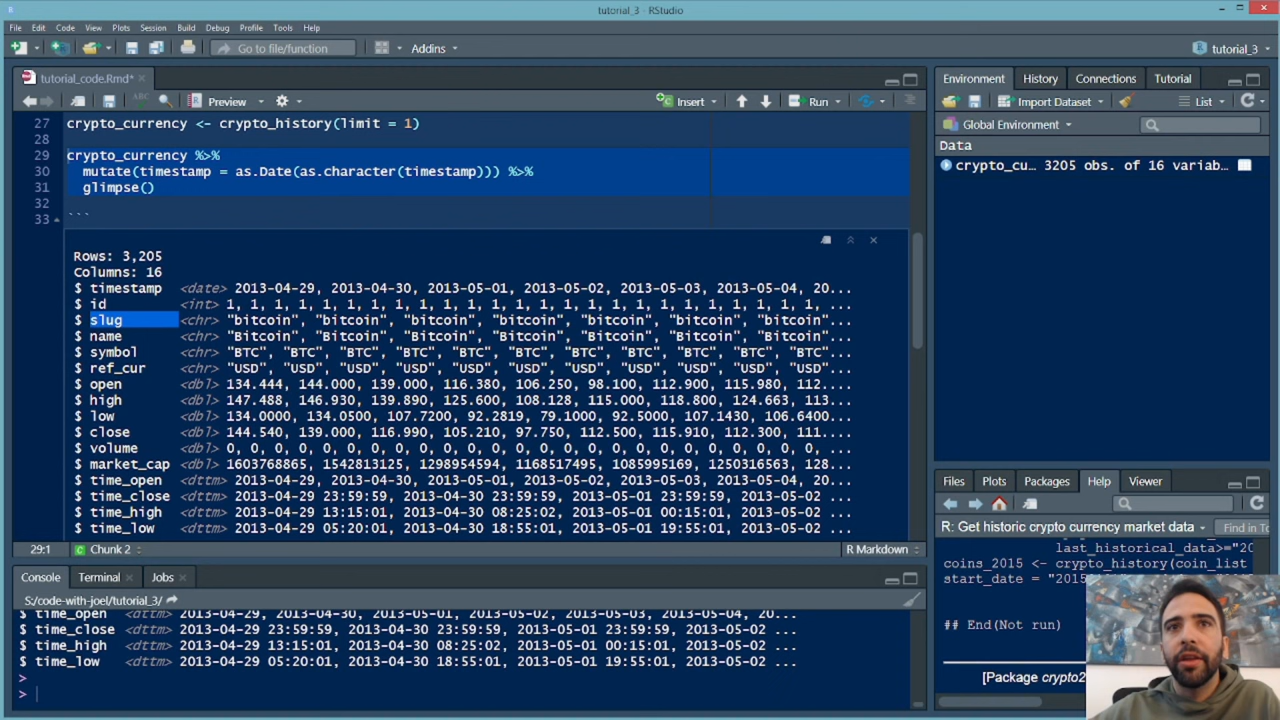 tutorial_3 - RStudio
File Edit Code View Plots Session Build Debug Profile Tools Help
Go to file/function Addins tutorial_3
tutorial_code.Rmd*
Preview Insert Run
27 crypto_currency <- crypto_history(limit = 1)
28
29 crypto_currency %>%
30 mutate(timestamp = as.Date(as.character(timestamp))) %>%
31 glimpse()
32
33 ```
Rows: 3,205
Columns: 16
$ timestamp <date> 2013-04-29, 2013-04-30, 2013-05-01, 2013-05-02, 2013-05-03, 2013-05-04, 20...
$ id <int> 1, 1, 1, 1, 1, 1, 1, 1, 1, 1, 1, 1, 1, 1, 1, 1, 1, 1, 1, 1, 1, 1, 1, 1, 1, ...
$ slug <chr> "bitcoin", "bitcoin", "bitcoin", "bitcoin", "bitcoin", "bitcoin", "bitcoin"...
$ name <chr> "Bitcoin", "Bitcoin", "Bitcoin", "Bitcoin", "Bitcoin", "Bitcoin", "Bitcoin"...
$ symbol <chr> "BTC", "BTC", "BTC", "BTC", "BTC", "BTC", "BTC", "BTC", "BTC", "BTC", "BTC"...
$ ref_cur <chr> "USD", "USD", "USD", "USD", "USD", "USD", "USD", "USD", "USD", "USD", "USD"...
$ open <dbl> 134.444, 144.000, 139.000, 116.380, 106.250, 98.100, 112.900, 115.980, 112....
$ high <dbl> 147.488, 146.930, 139.890, 125.600, 108.128, 115.000, 118.800, 124.663, 113...
$ low <dbl> 134.0000, 134.0500, 107.7200, 92.2819, 79.1000, 92.5000, 107.1430, 106.6400...
$ close <dbl> 144.540, 139.000, 116.990, 105.210, 97.750, 112.500, 115.910, 112.300, 111....
$ volume <dbl> 0, 0, 0, 0, 0, 0, 0, 0, 0, 0, 0, 0, 0, 0, 0, 0, 0, 0, 0, 0, 0, 0, 0, 0, 0, ...
$ market_cap <dbl> 1603768865, 1542813125, 1298954594, 1168517495, 1085995169, 1250316563, 128...
$ time_open <dttm> 2013-04-29, 2013-04-30, 2013-05-01, 2013-05-02, 2013-05-03, 2013-05-04, 20...
$ time_close <dttm> 2013-04-29 23:59:59, 2013-04-30 23:59:59, 2013-05-01 23:59:59, 2013-05-02 ...
$ time_high <dttm> 2013-04-29 13:15:01, 2013-04-30 08:25:02, 2013-05-01 00:15:01, 2013-05-02 ...
$ time_low <dttm> 2013-04-29 05:20:01, 2013-04-30 18:55:01, 2013-05-01 19:55:01, 2013-05-02 ...
29:1 Chunk 2 R Markdown
Console Terminal Jobs
S:/code-with-joel/tutorial_3/
$ time_open <dttm> 2013-04-29, 2013-04-30, 2013-05-01, 2013-05-02, 2013-05-03, 2013-05-04, 20...
$ time_close <dttm> 2013-04-29 23:59:59, 2013-04-30 23:59:59, 2013-05-01 23:59:59, 2013-05-02 ...
$ time_high <dttm> 2013-04-29 13:15:01, 2013-04-30 08:25:02, 2013-05-01 00:15:01, 2013-05-02 ...
$ time_low <dttm> 2013-04-29 05:20:01, 2013-04-30 18:55:01, 2013-05-01 19:55:01, 2013-05-02 ...
>
>
Environment History Connections Tutorial
Import Dataset List
Global Environment
Data
crypto_cu... 3205 obs. of 16 variab...
Files Plots Packages Help Viewer
R: Get historic crypto currency market data Find in To
last_historical_data>="20
coins_2015 <- crypto_history(coin_list
start_date = "2015
## End(Not run)
[Package crypto2